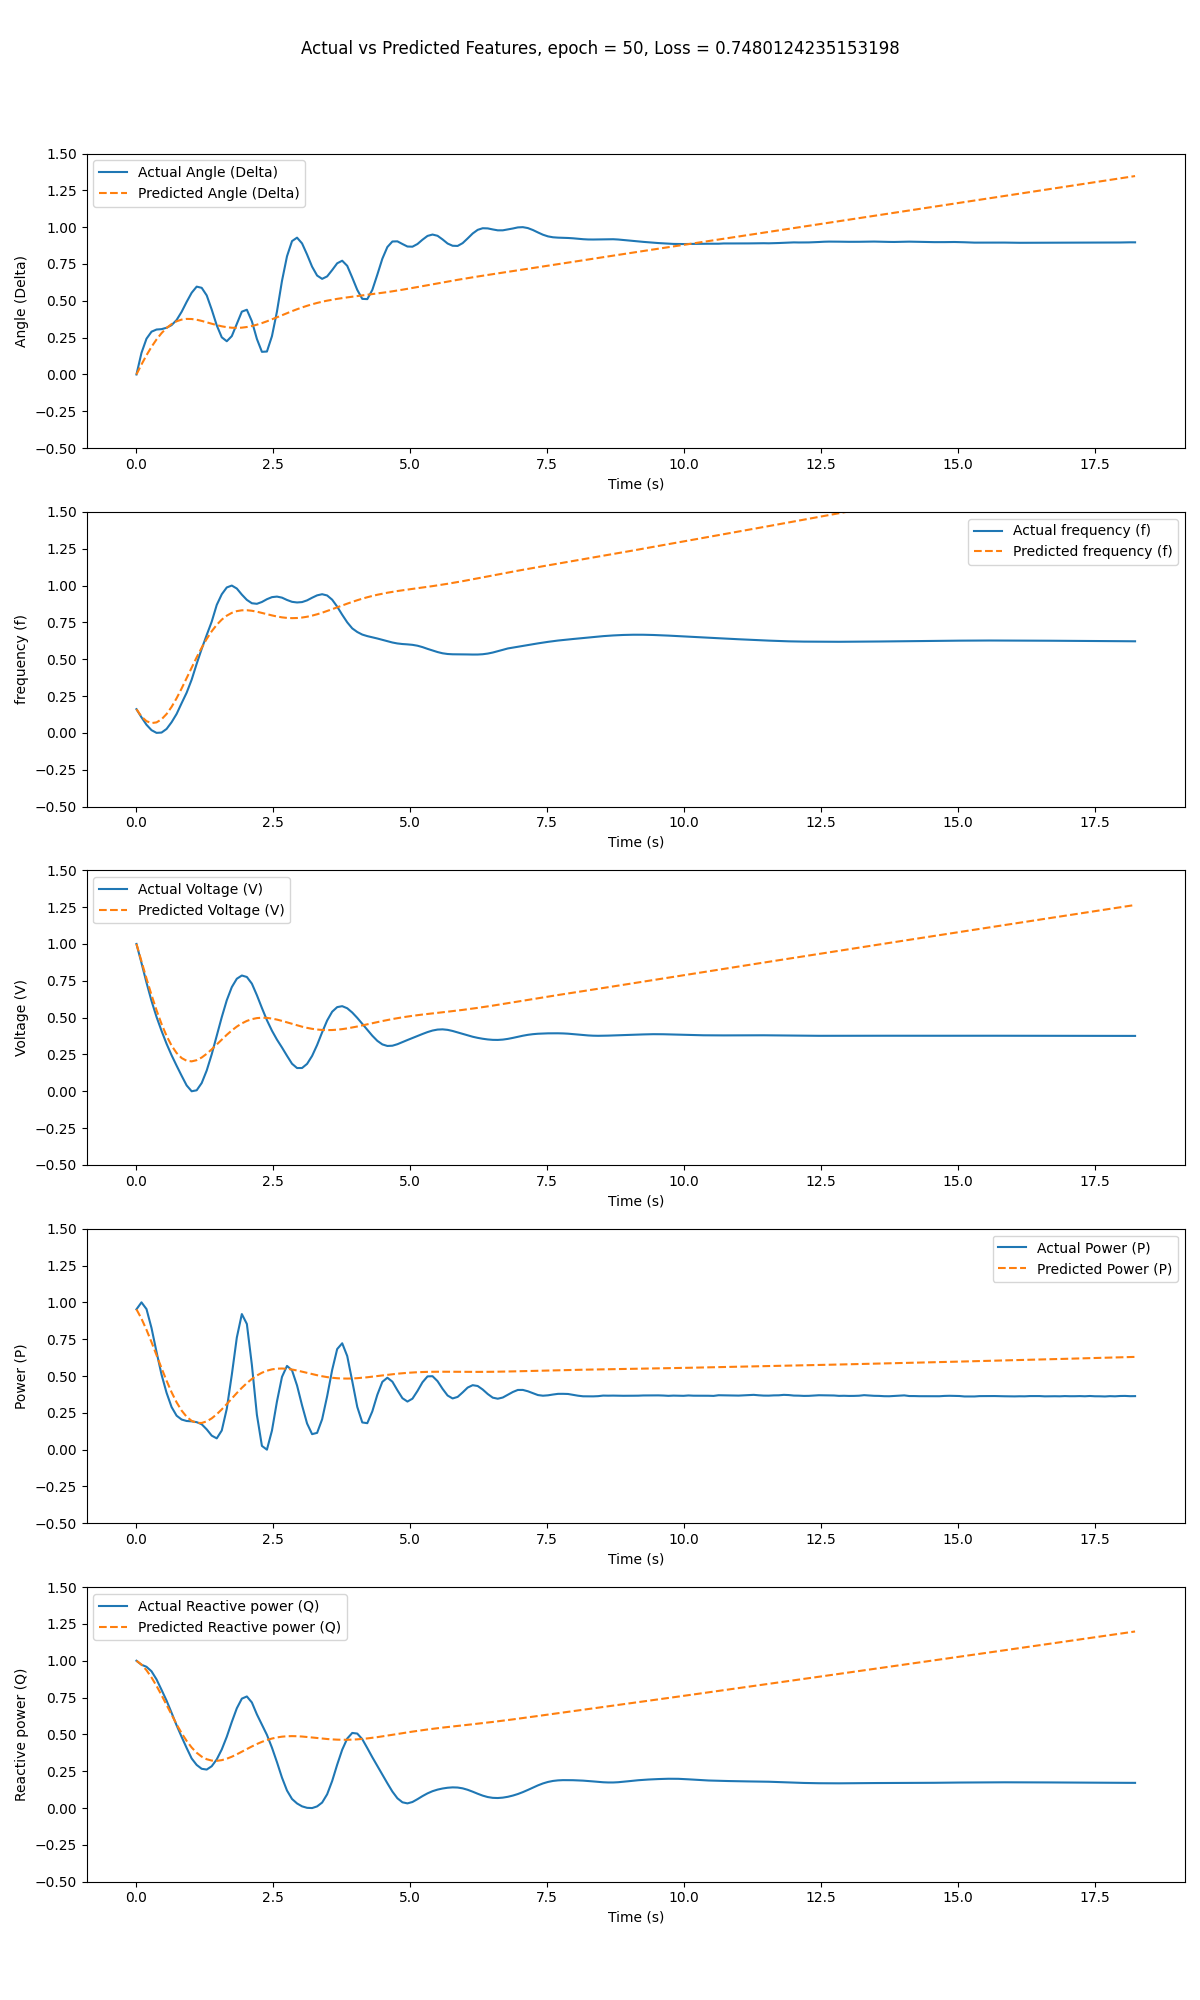 Actual vs Predicted Features, epoch = 50, Loss = 0.7480124235153198
1.50
1.25
1.00
0.75
0.50
0.25
0.00
−0.25
−0.50
Angle (Delta)
Actual Angle (Delta)
Predicted Angle (Delta)
0.0 2.5 5.0 7.5 10.0 12.5 15.0 17.5
Time (s)
1.50
1.25
1.00
0.75
0.50
0.25
0.00
−0.25
−0.50
frequency (f)
Actual frequency (f)
Predicted frequency (f)
0.0 2.5 5.0 7.5 10.0 12.5 15.0 17.5
Time (s)
1.50
1.25
1.00
0.75
0.50
0.25
0.00
−0.25
−0.50
Voltage (V)
Actual Voltage (V)
Predicted Voltage (V)
0.0 2.5 5.0 7.5 10.0 12.5 15.0 17.5
Time (s)
1.50
1.25
1.00
0.75
0.50
0.25
0.00
−0.25
−0.50
Power (P)
Actual Power (P)
Predicted Power (P)
0.0 2.5 5.0 7.5 10.0 12.5 15.0 17.5
Time (s)
1.50
1.25
1.00
0.75
0.50
0.25
0.00
−0.25
−0.50
Reactive power (Q)
Actual Reactive power (Q)
Predicted Reactive power (Q)
0.0 2.5 5.0 7.5 10.0 12.5 15.0 17.5
Time (s)